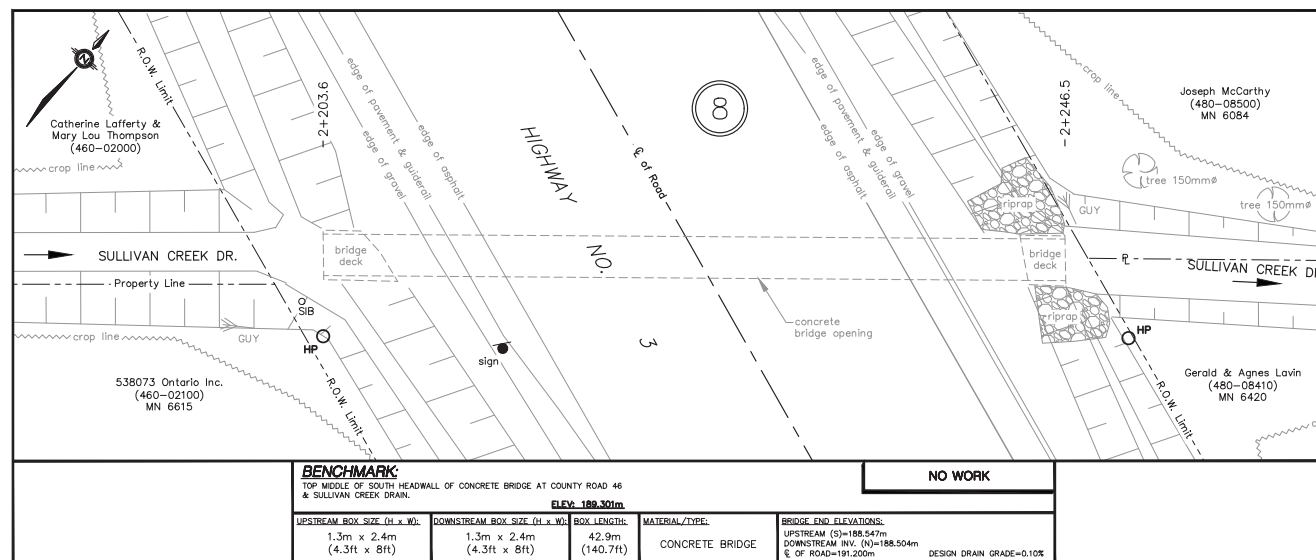 R.O.W. Limit
2+203.6
edge of pavement & guiderail
edge of gravel
edge of asphalt
HIGHWAY
NO.
3
℄ of Road
8
edge of pavement & guiderail
edge of gravel
edge of asphalt
2+246.5
crop line
Joseph McCarthy
(480-08500)
MN 6084
N
Catherine Lafferty &
Mary Lou Thompson
(460-02000)
crop line
tree 150mmø
tree 150mmø
riprap
GUY
SULLIVAN CREEK DR.
bridge
deck
bridge
deck
PL
SULLIVAN CREEK DR
Property Line
SIB
HP
GUY
crop line
sign
concrete
bridge opening
riprap
HP
538073 Ontario Inc.
(460-02100)
MN 6615
R.O.W. Limit
Gerald & Agnes Lavin
(480-08410)
MN 6420
R.O.W. Limit
BENCHMARK:
TOP MIDDLE OF SOUTH HEADWALL OF CONCRETE BRIDGE AT COUNTY ROAD 46
& SULLIVAN CREEK DRAIN.
ELEV: 189.301m
NO WORK
UPSTREAM BOX SIZE (H x W):
1.3m x 2.4m
(4.3ft x 8ft)
DOWNSTREAM BOX SIZE (H x W):
1.3m x 2.4m
(4.3ft x 8ft)
BOX LENGTH:
42.9m
(140.7ft)
MATERIAL/TYPE:
CONCRETE BRIDGE
BRIDGE END ELEVATIONS:
UPSTREAM (S)=188.547m
DOWNSTREAM INV. (N)=188.504m
℄ OF ROAD=191.200m
DESIGN DRAIN GRADE=0.10%